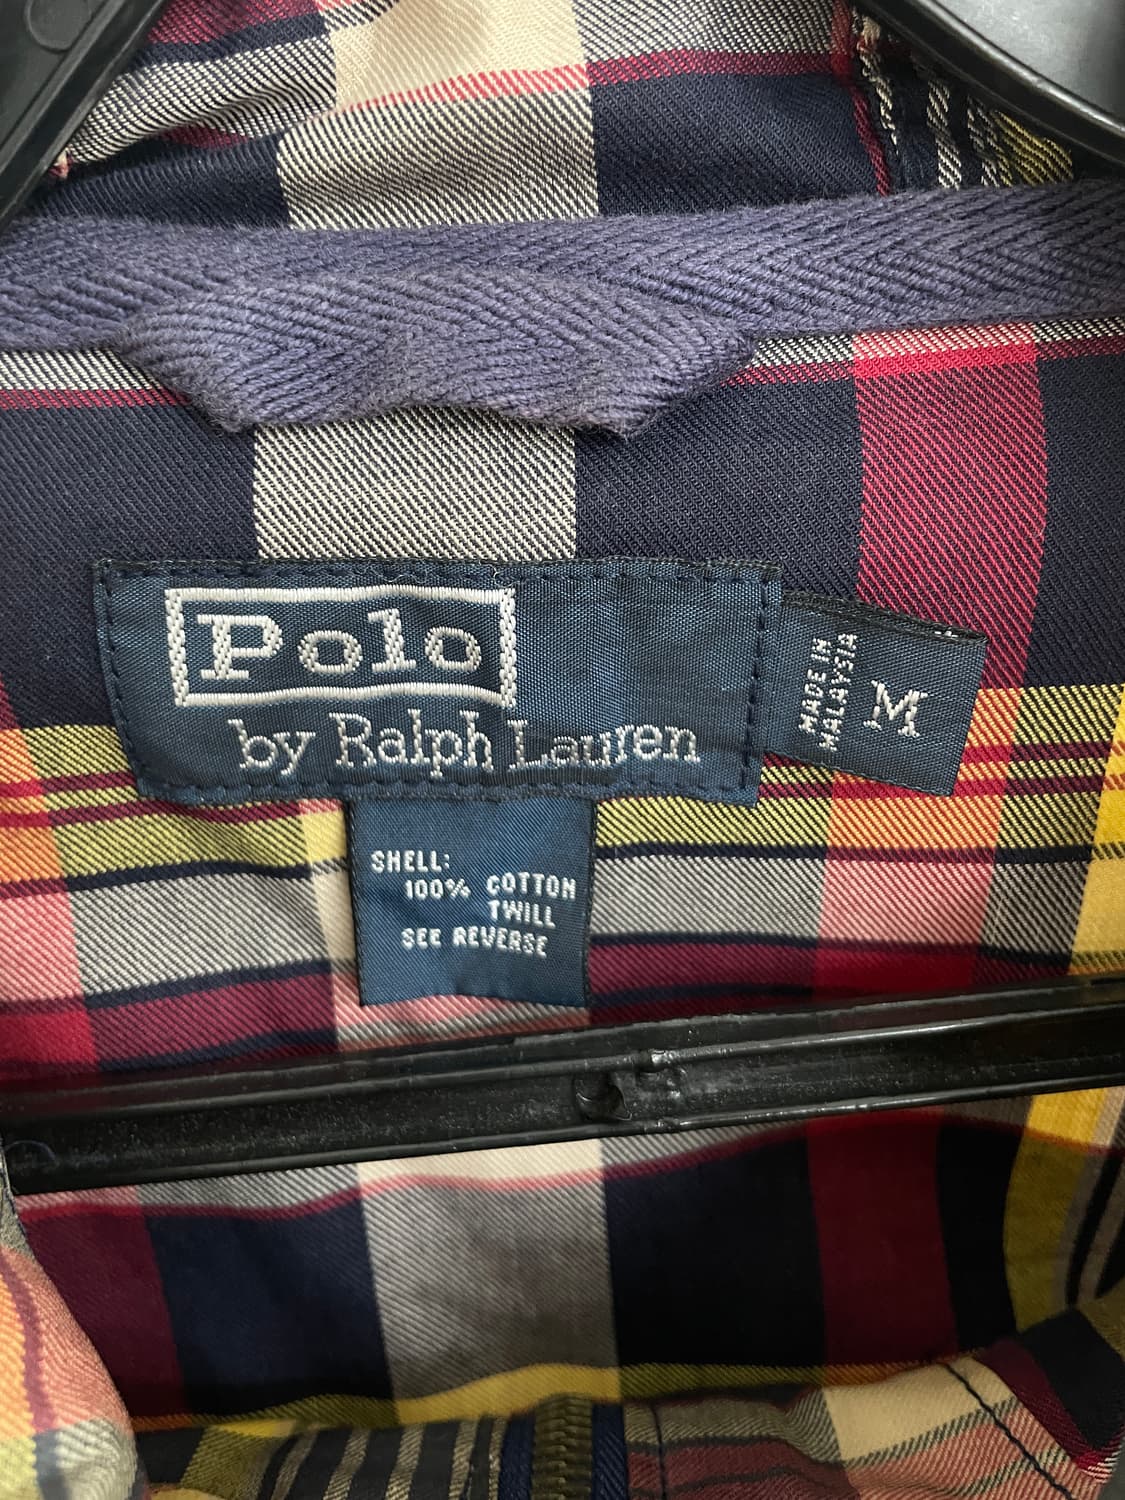 Polo
by Ralph Lauren
MADE IN
MALAYSIA
M
SHELL:
100% COTTON
TWILL
SEE REVERSE